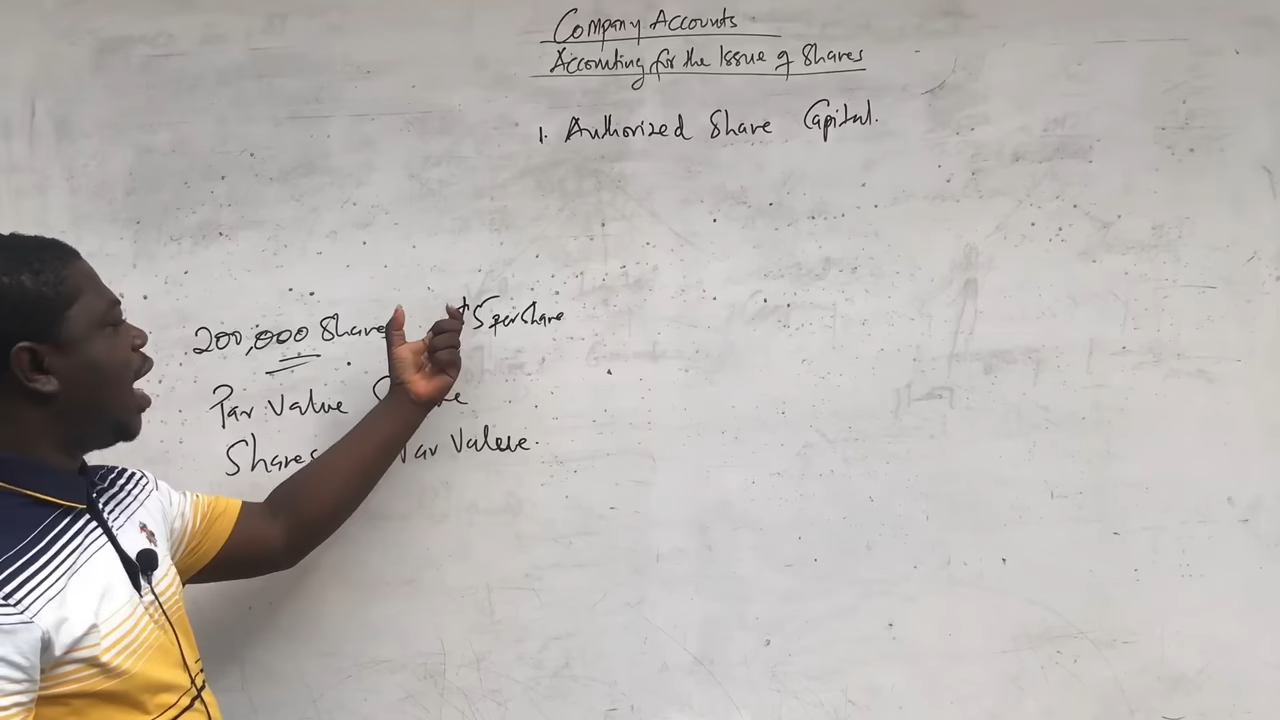 Company Accounts
Accounting for the Issue of Shares
1. Authorized Share Capital.
200,000 Share 5 per share
Par Value
Shares Par Value.